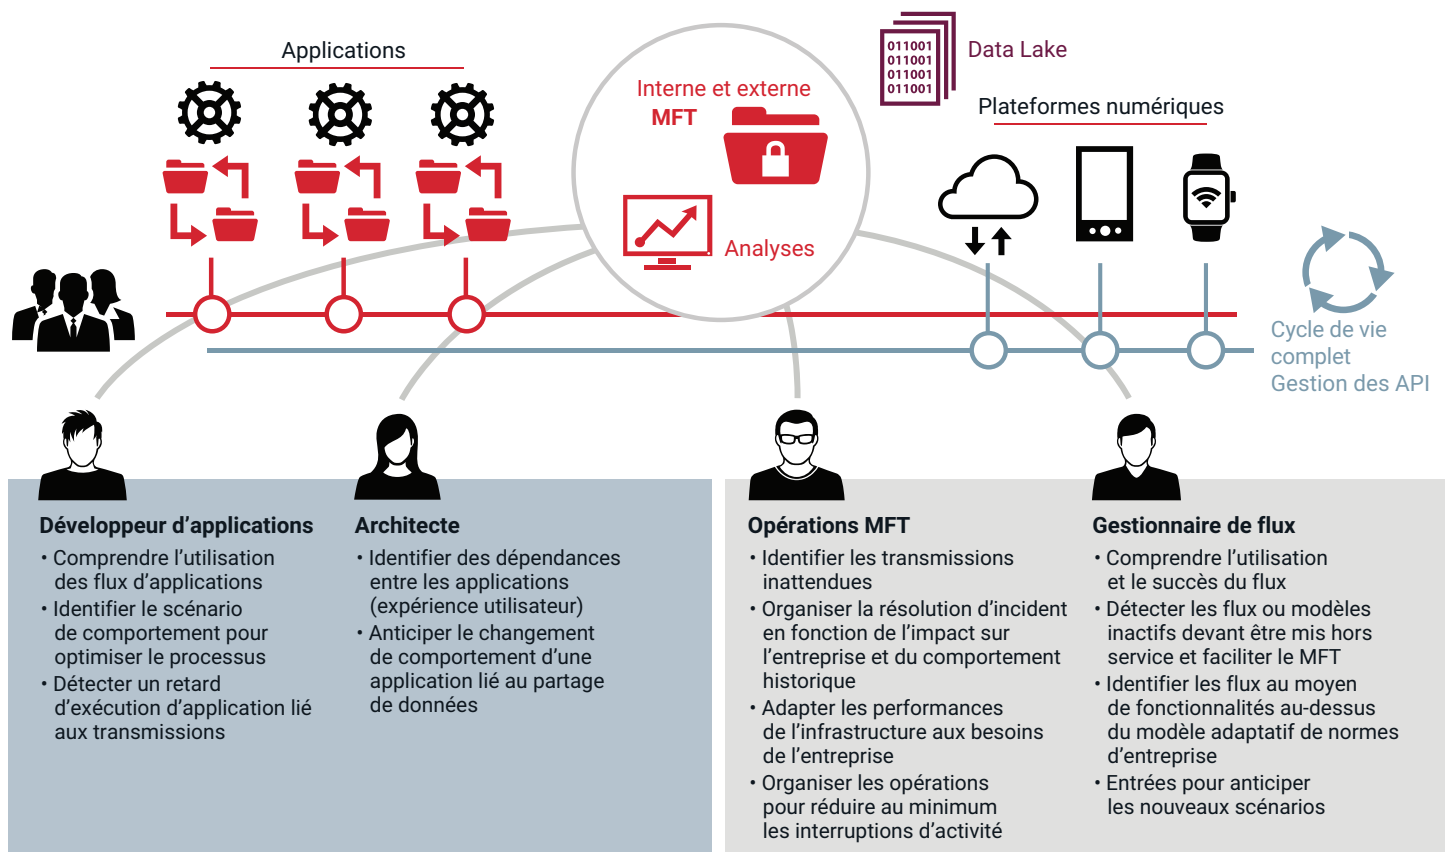 Applications
Interne et externe
MFT
Analyses
011001
011001
011001
011001
Data Lake
Plateformes numériques
Cycle de vie
complet
Gestion des API
Développeur d’applications
• Comprendre l’utilisation
des flux d’applications
• Identifier le scénario
de comportement pour
optimiser le processus
• Détecter un retard
d’exécution d’application lié
aux transmissions
Architecte
• Identifier des dépendances
entre les applications
(expérience utilisateur)
• Anticiper le changement
de comportement d’une
application lié au partage
de données
Opérations MFT
• Identifier les transmissions
inattendues
• Organiser la résolution d’incident
en fonction de l’impact sur
l’entreprise et du comportement
historique
• Adapter les performances
de l’infrastructure aux besoins
de l’entreprise
• Organiser les opérations
pour réduire au minimum
les interruptions d’activité
Gestionnaire de flux
• Comprendre l’utilisation
et le succès du flux
• Détecter les flux ou modèles
inactifs devant être mis hors
service et faciliter le MFT
• Identifier les flux au moyen
de fonctionnalités au-dessus
du modèle adaptatif de normes
d’entreprise
• Entrées pour anticiper
les nouveaux scénarios